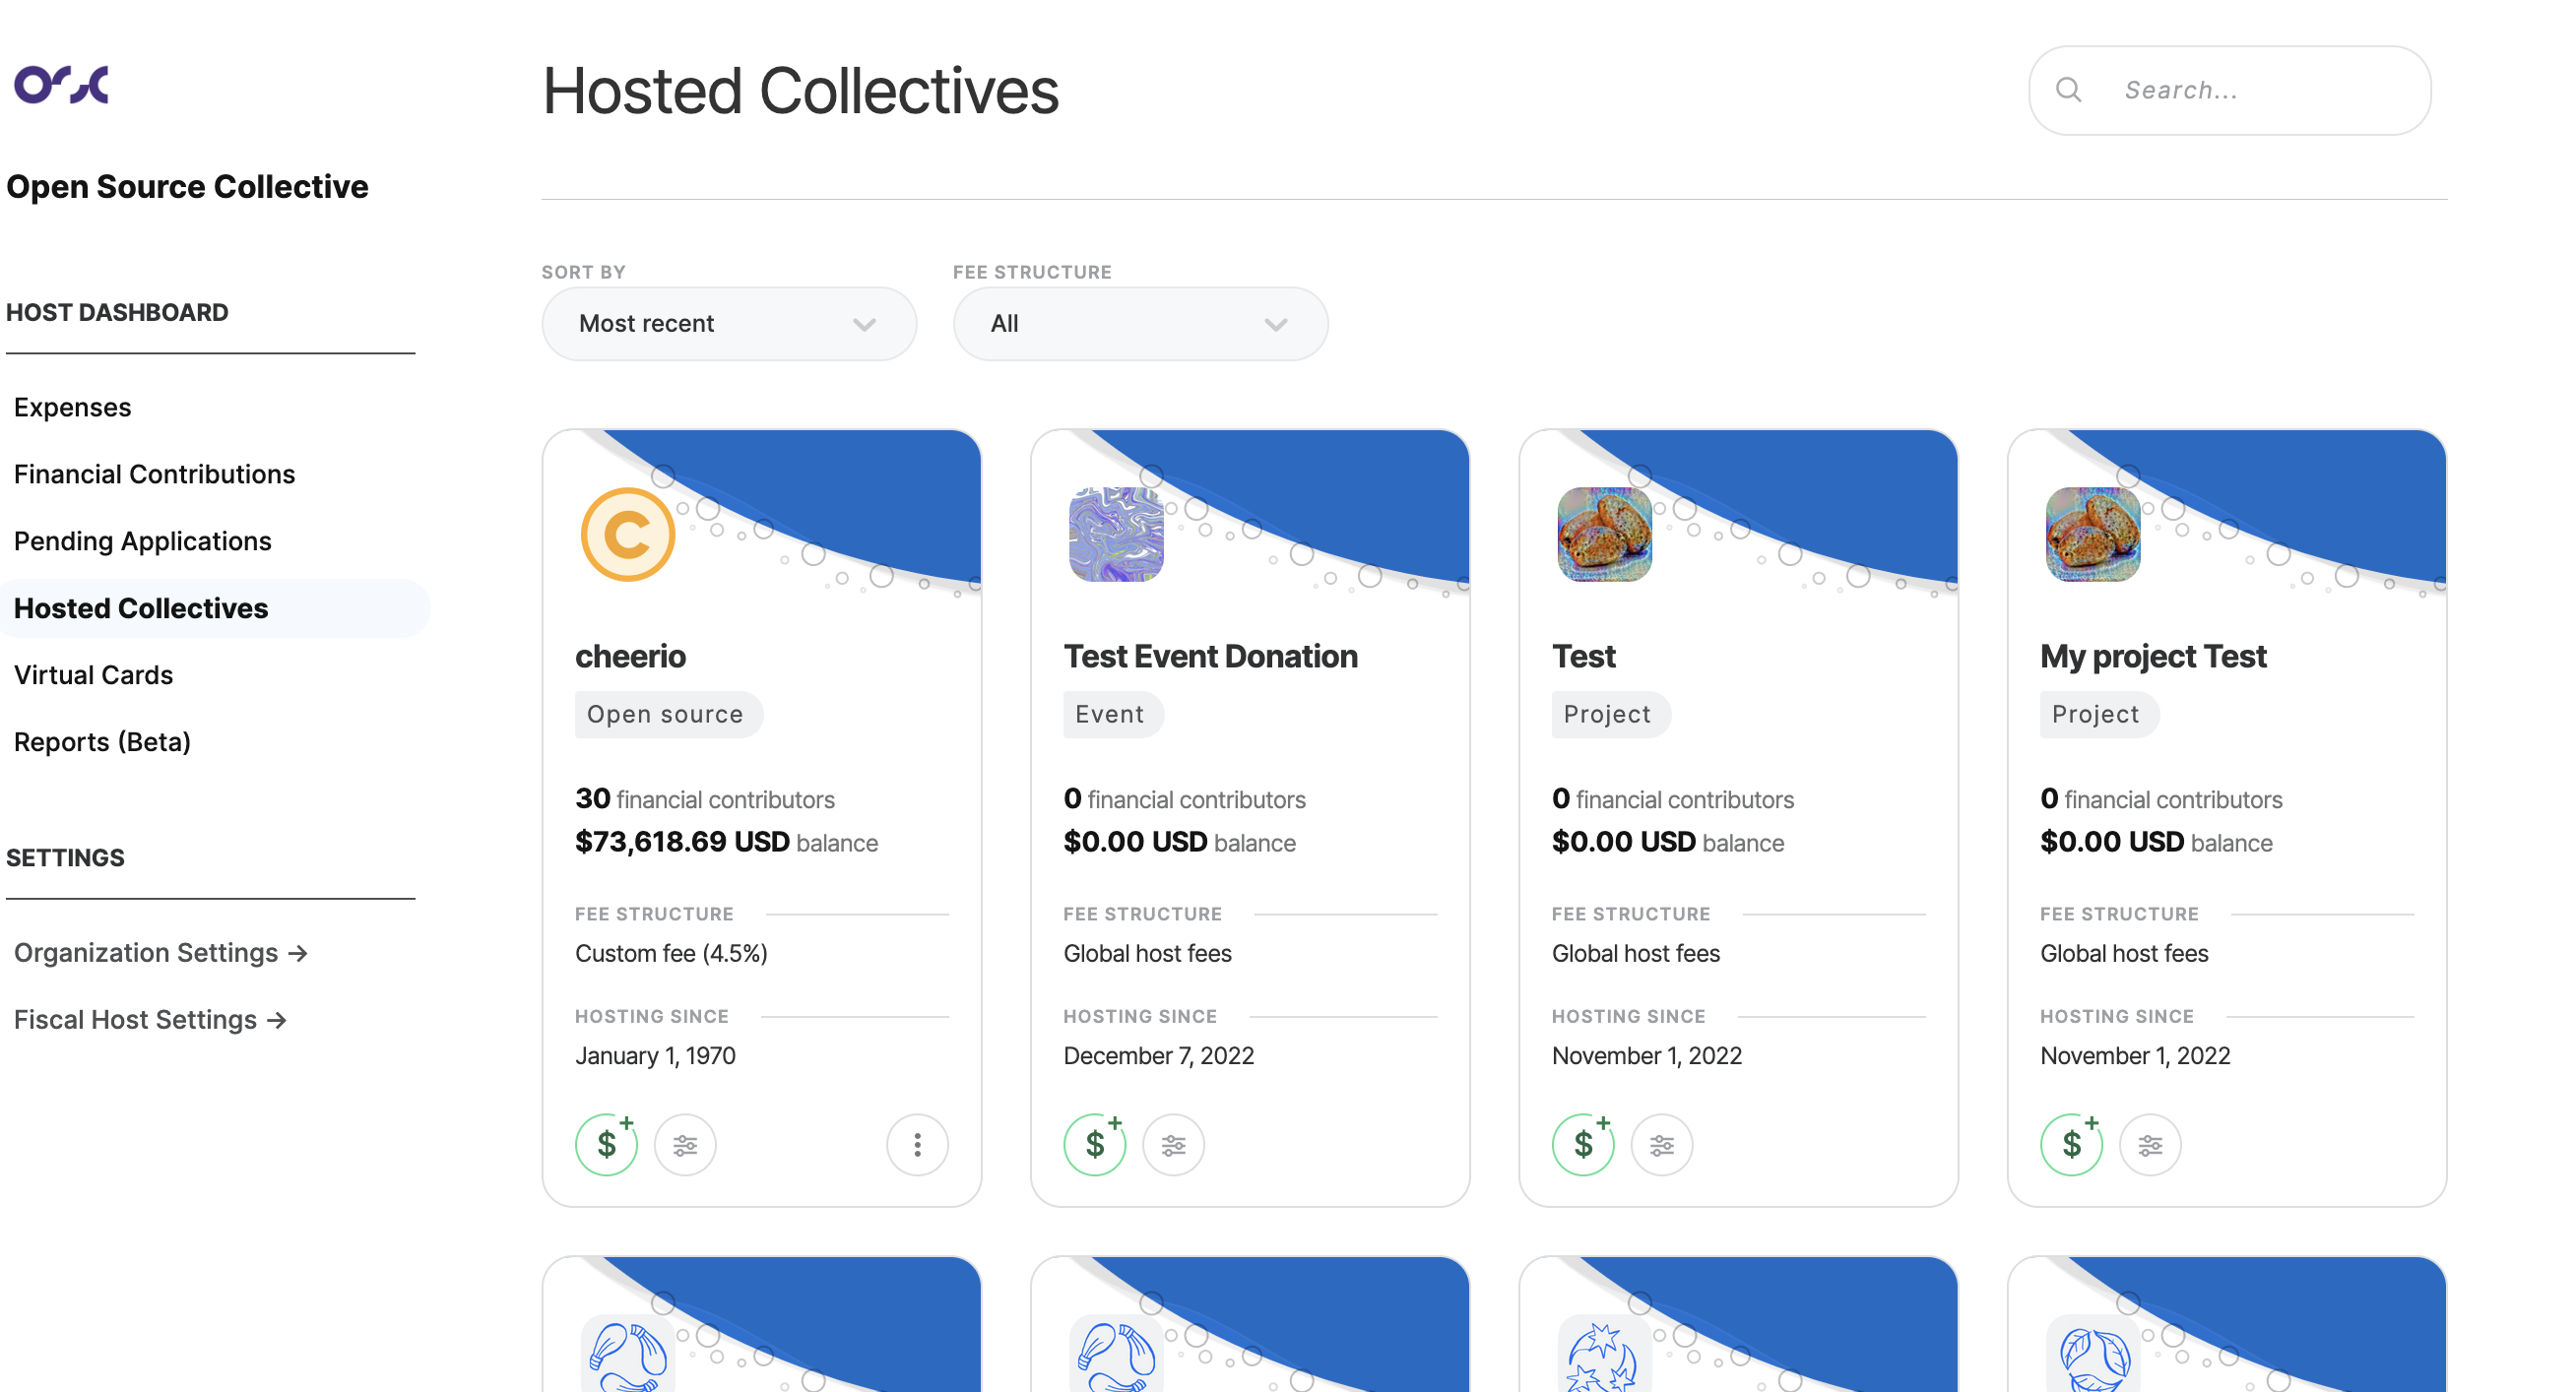 osc
Open Source Collective
HOST DASHBOARD
Expenses
Financial Contributions
Pending Applications
Hosted Collectives
Virtual Cards
Reports (Beta)
SETTINGS
Organization Settings →
Fiscal Host Settings →
Hosted Collectives
Search...
SORT BY
Most recent
FEE STRUCTURE
All
C
cheerio
Open source
30 financial contributors
$73,618.69 USD balance
FEE STRUCTURE
Custom fee (4.5%)
HOSTING SINCE
January 1, 1970
$+
Test Event Donation
Event
0 financial contributors
$0.00 USD balance
FEE STRUCTURE
Global host fees
HOSTING SINCE
December 7, 2022
$+
Test
Project
0 financial contributors
$0.00 USD balance
FEE STRUCTURE
Global host fees
HOSTING SINCE
November 1, 2022
$+
My project Test
Project
0 financial contributors
$0.00 USD balance
FEE STRUCTURE
Global host fees
HOSTING SINCE
November 1, 2022
$+